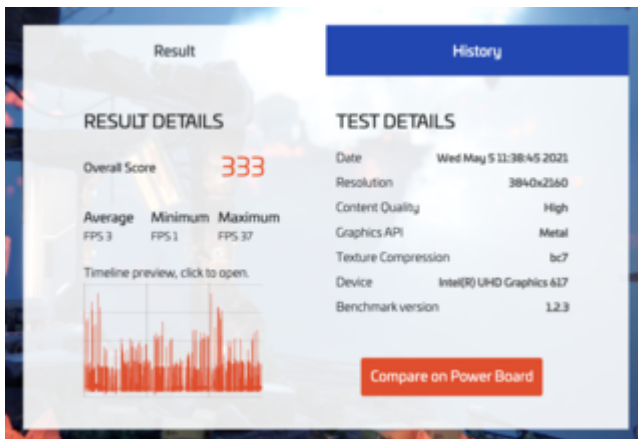 Result
History
RESULT DETAILS
Overall Score 333
Average Minimum Maximum
FPS 3 FPS 1 FPS 37
Timeline preview, click to open.
TEST DETAILS
Date Wed May 5 11:38:45 2021
Resolution 3840x2160
Content Quality High
Graphics API Metal
Texture Compression bc7
Device Intel(R) UHD Graphics 617
Benchmark version 1.2.3
Compare on Power Board